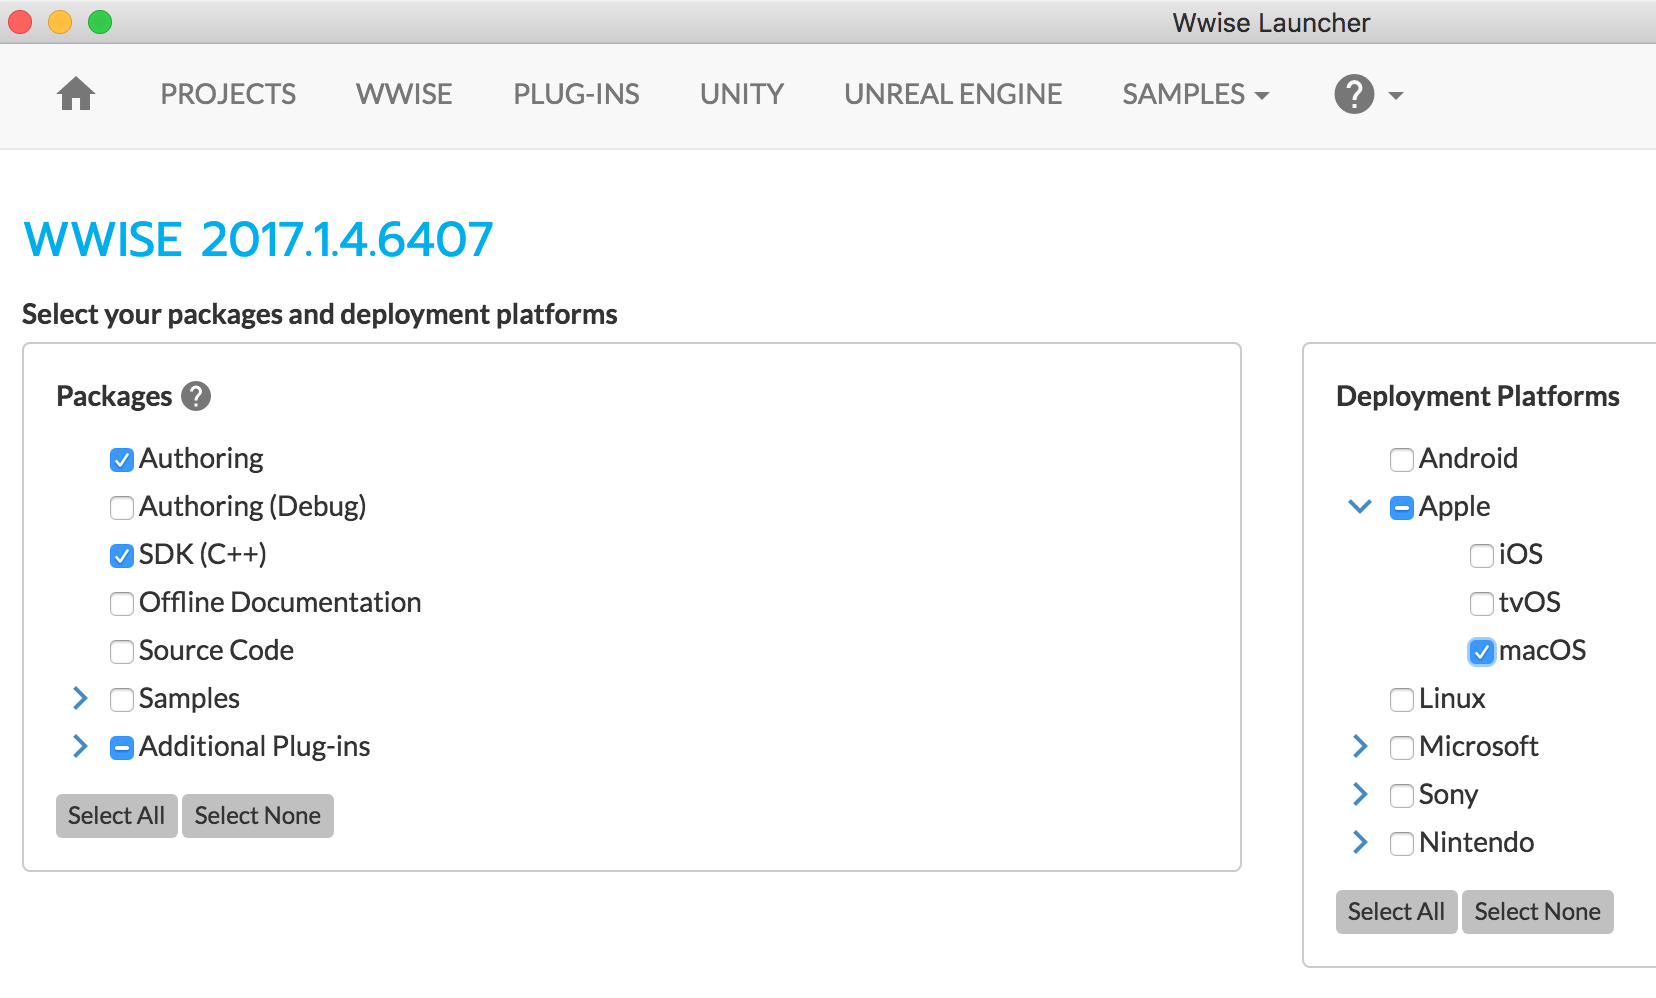 Wwise Launcher
PROJECTS WWISE PLUG-INS UNITY UNREAL ENGINE SAMPLES ?
WWISE 2017.1.4.6407
Select your packages and deployment platforms
Packages ?
Authoring
Authoring (Debug)
SDK (C++)
Offline Documentation
Source Code
Samples
Additional Plug-ins
Select All Select None
Deployment Platforms
Android
Apple
iOS
tvOS
macOS
Linux
Microsoft
Sony
Nintendo
Select All Select None